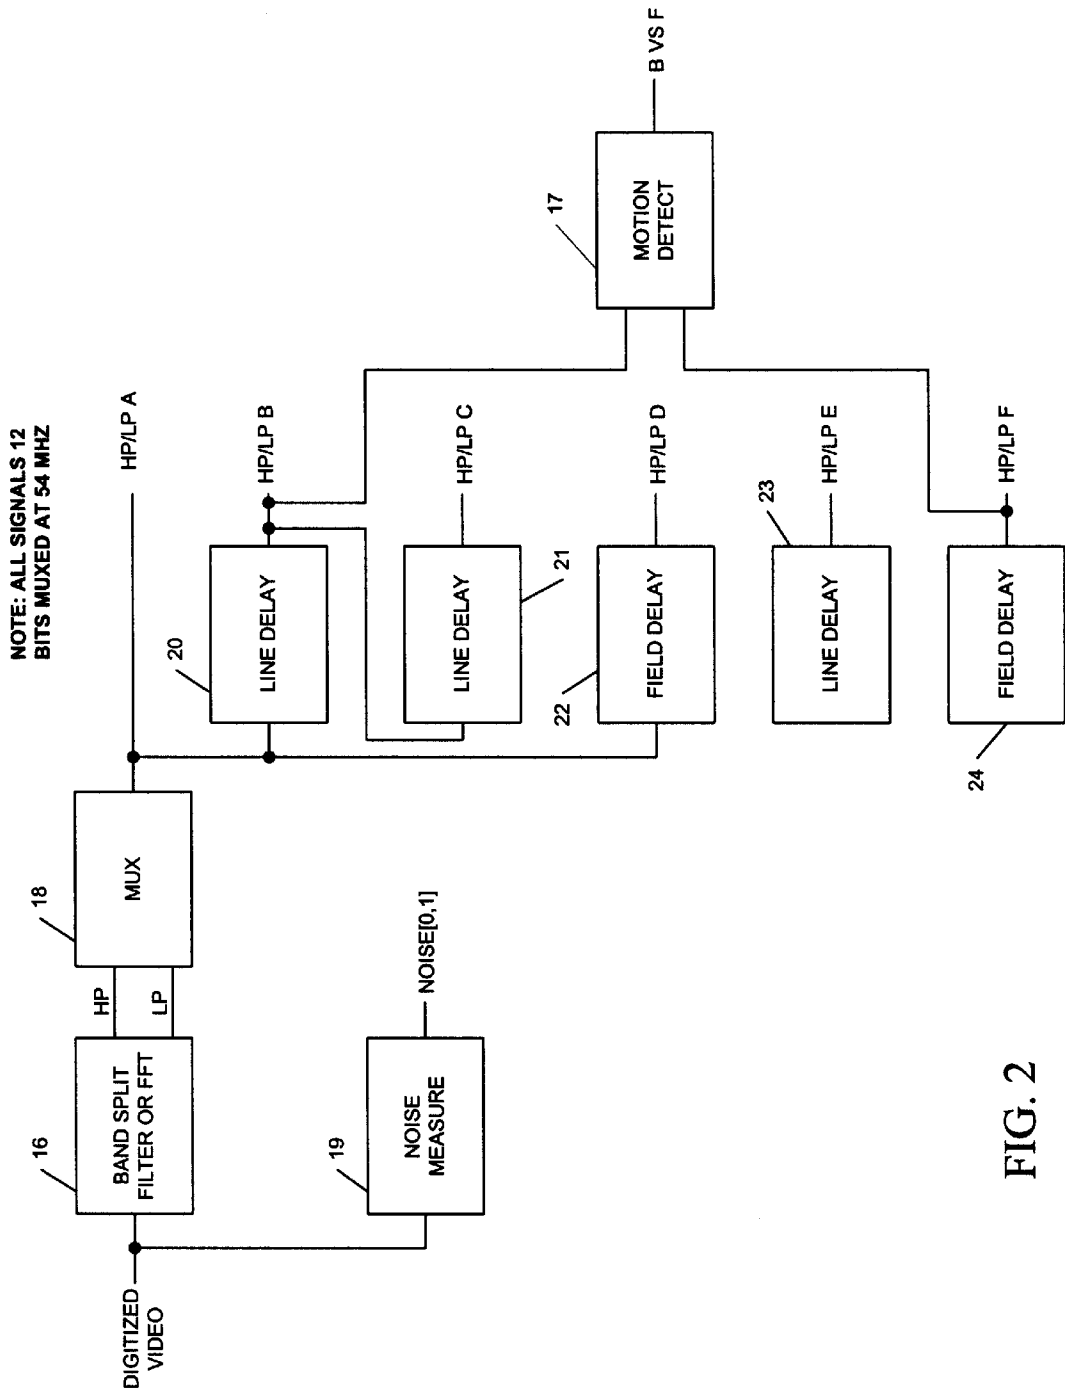 NOTE: ALL SIGNALS 12
BITS MUXED AT 54 MHZ
DIGITIZED
VIDEO
16
BAND SPLIT
FILTER OR FFT
HP
LP
18
MUX
HP/LP A
19
NOISE
MEASURE
NOISE[0,1]
20
LINE DELAY
HP/LP B
21
LINE DELAY
HP/LP C
22
FIELD DELAY
HP/LP D
23
LINE DELAY
HP/LP E
24
FIELD DELAY
HP/LP F
17
MOTION
DETECT
B VS F
FIG. 2